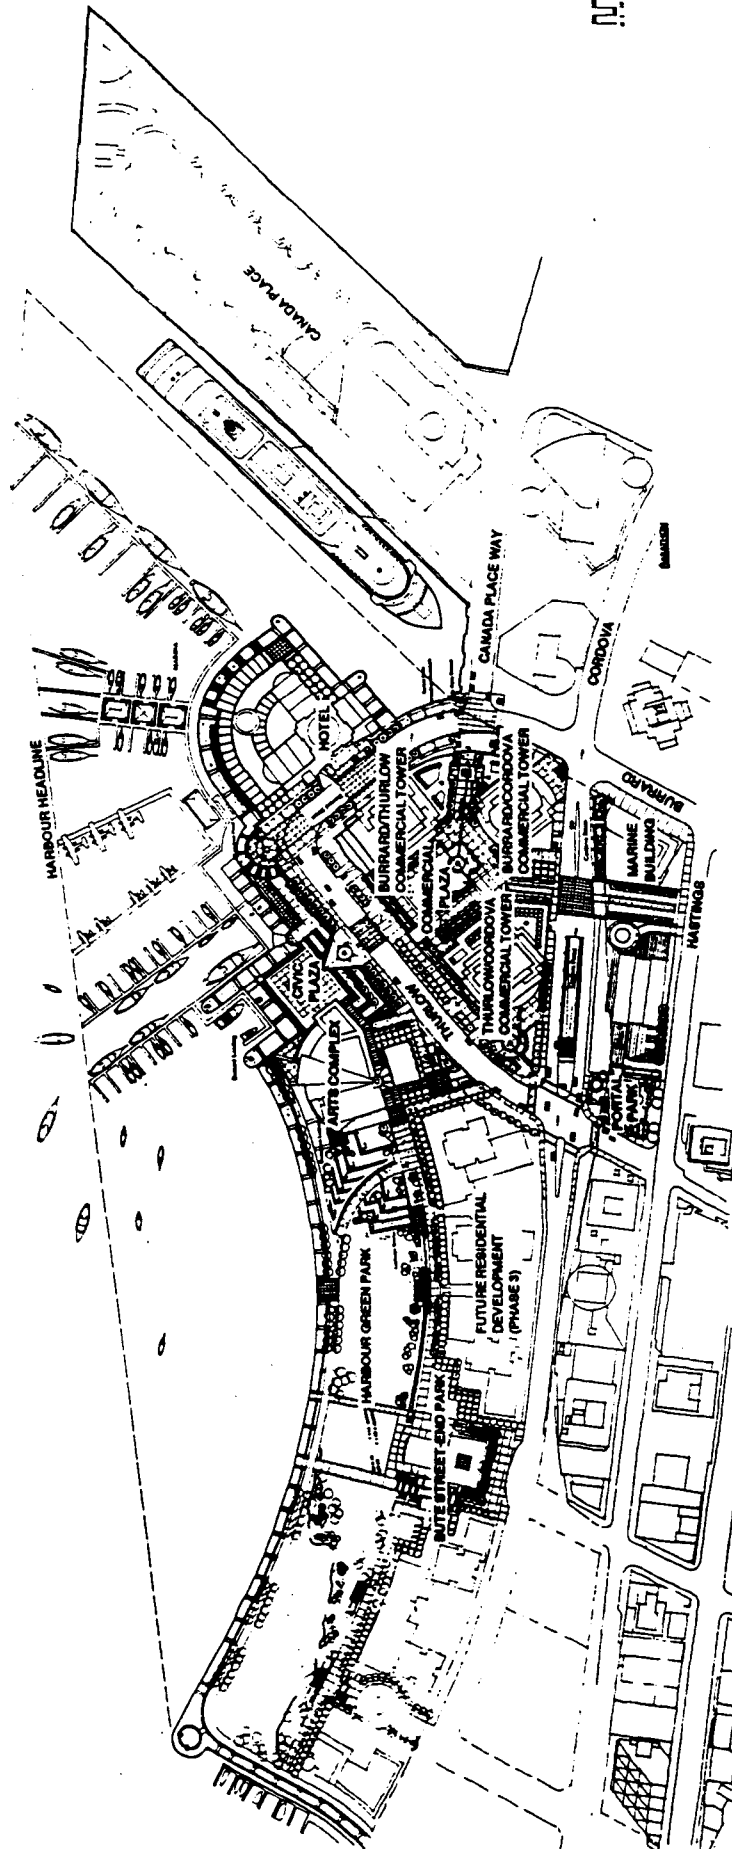 CANADA PLACE
HARBOUR HEADLINE
HOTEL
CANADA PLACE WAY
CORDOVA
BURRARD
BURRARD/THURLOW
COMMERCIAL TOWER
COMMERCIAL
PLAZA
BURRARD/CORDOVA
COMMERCIAL TOWER
THURLOW/CORDOVA
COMMERCIAL TOWER
MARINE
BUILDING
HASTINGS
CIVIC
PLAZA
THURLOW
ARTS COMPLEX
PORTAL
PARK
HARBOUR GREEN PARK
FUTURE RESIDENTIAL
DEVELOPMENT
(PHASE 3)
BUTE STREET-END PARK